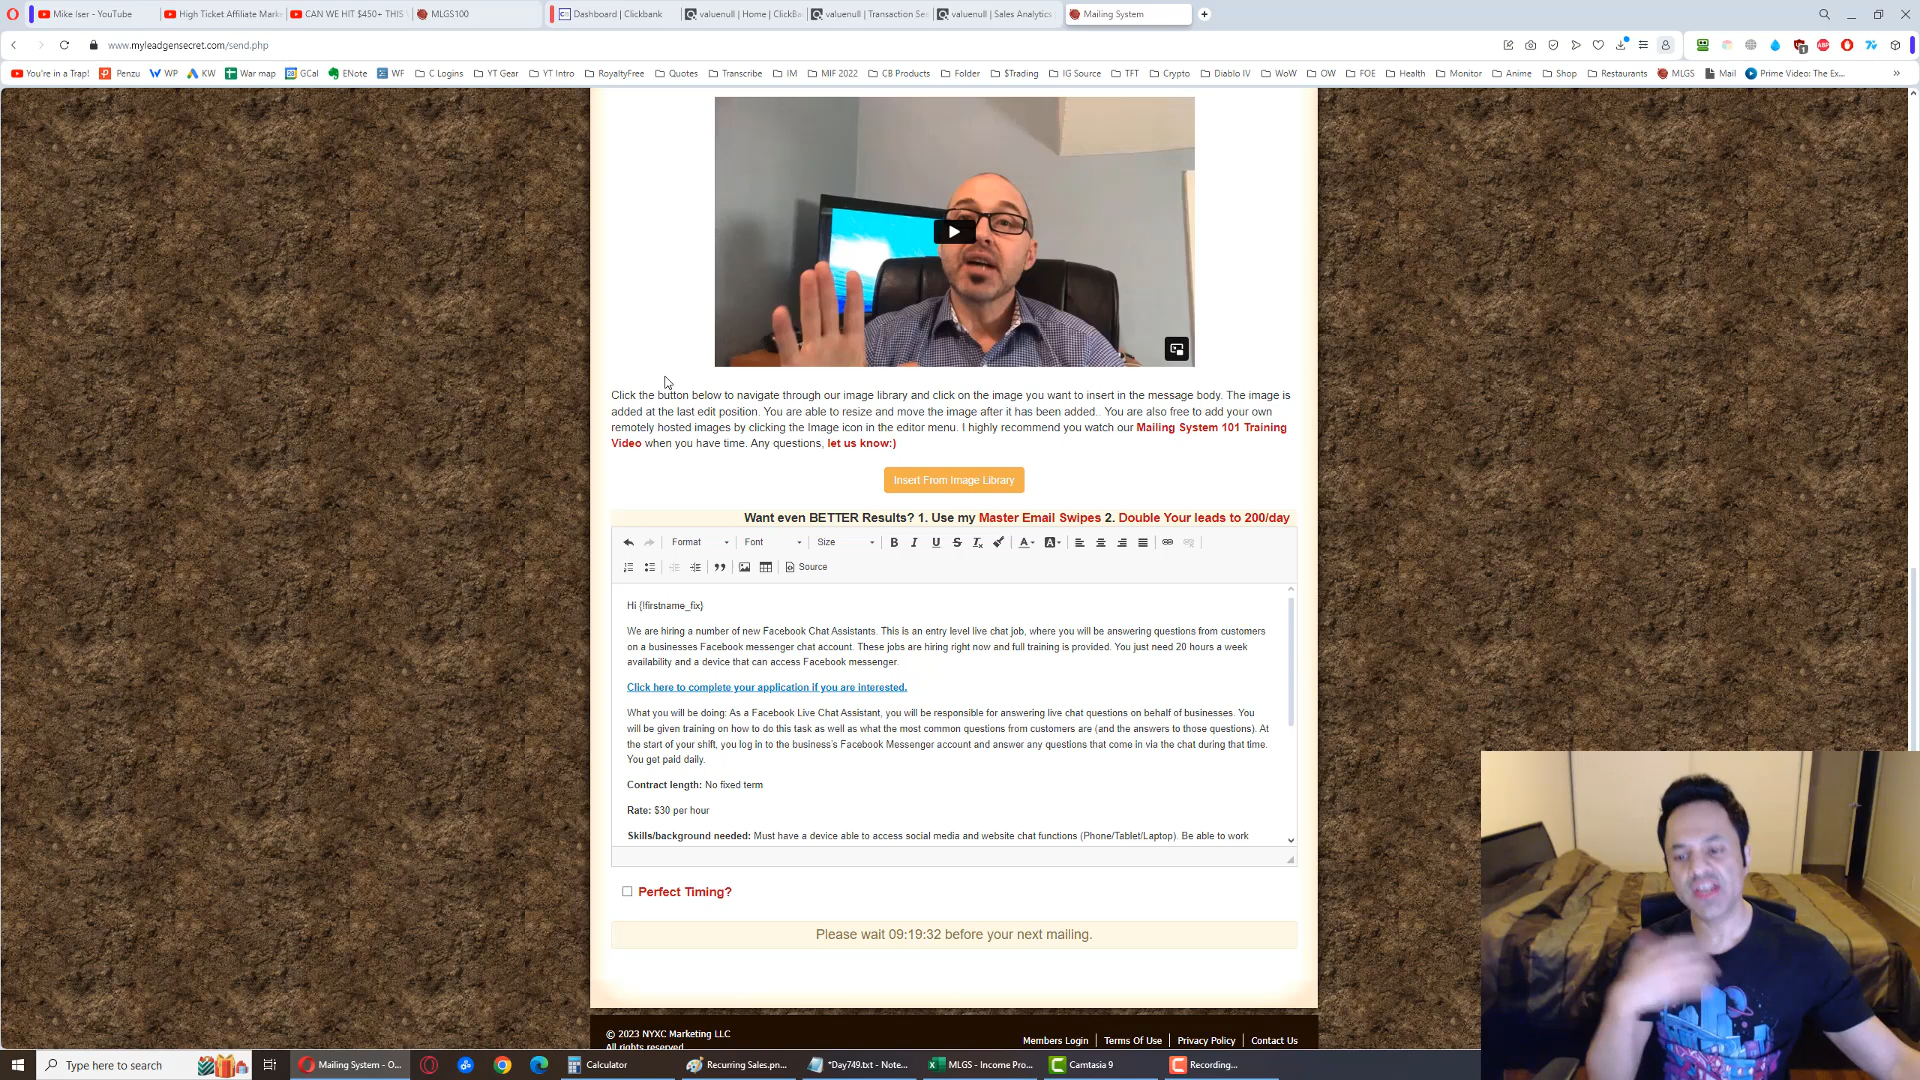 Mike Iser - YouTube
High Ticket Affiliate Mark
CAN WE HIT $450+ THIS
MLGS100
Dashboard | Clickbank
valuenull | Home | ClickBa
valuenull | Transaction Se
valuenull | Sales Analytics
Mailing System
www.myleadgensecret.com/send.php
You're in a Trap!
Penzu
WP
KW
War map
GCal
ENote
WF
C Logins
YT Gear
YT Intro
RoyaltyFree
Quotes
Transcribe
IM
MIF 2022
CB Products
Folder
$Trading
IG Source
TFT
Crypto
Diablo IV
WoW
OW
FOE
Health
Monitor
Anime
Shop
Restaurants
MLGS
Mail
Prime Video: The Ex...
Click the button below to navigate through our image library and click on the image you want to insert in the message body. The image is
added at the last edit position. You are able to resize and move the image after it has been added.. You are also free to add your own
remotely hosted images by clicking the Image icon in the editor menu. I highly recommend you watch our Mailing System 101 Training
Video when you have time. Any questions, let us know:)
Insert From Image Library
Want even BETTER Results? 1. Use my Master Email Swipes 2. Double Your leads to 200/day
Format
Font
Size
B I U S
Source
Hi {!firstname_fix}
We are hiring a number of new Facebook Chat Assistants. This is an entry level live chat job, where you will be answering questions from customers
on a businesses Facebook messenger chat account. These jobs are hiring right now and full training is provided. You just need 20 hours a week
availability and a device that can access Facebook messenger.
Click here to complete your application if you are interested.
What you will be doing: As a Facebook Live Chat Assistant, you will be responsible for answering live chat questions on behalf of businesses. You
will be given training on how to do this task as well as what the most common questions from customers are (and the answers to those questions). At
the start of your shift, you log in to the business's Facebook Messenger account and answer any questions that come in via the chat during that time.
You get paid daily.
Contract length: No fixed term
Rate: $30 per hour
Skills/background needed: Must have a device able to access social media and website chat functions (Phone/Tablet/Laptop). Be able to work
Perfect Timing?
Please wait 09:19:32 before your next mailing.
© 2023 NYXC Marketing LLC
All rights reserved.
Members Login
Terms Of Use
Privacy Policy
Contact Us
Type here to search
Mailing System - O...
Calculator
Recurring Sales.pn...
*Day749.txt - Note...
MLGS - Income Pro...
Camtasia 9
Recording...